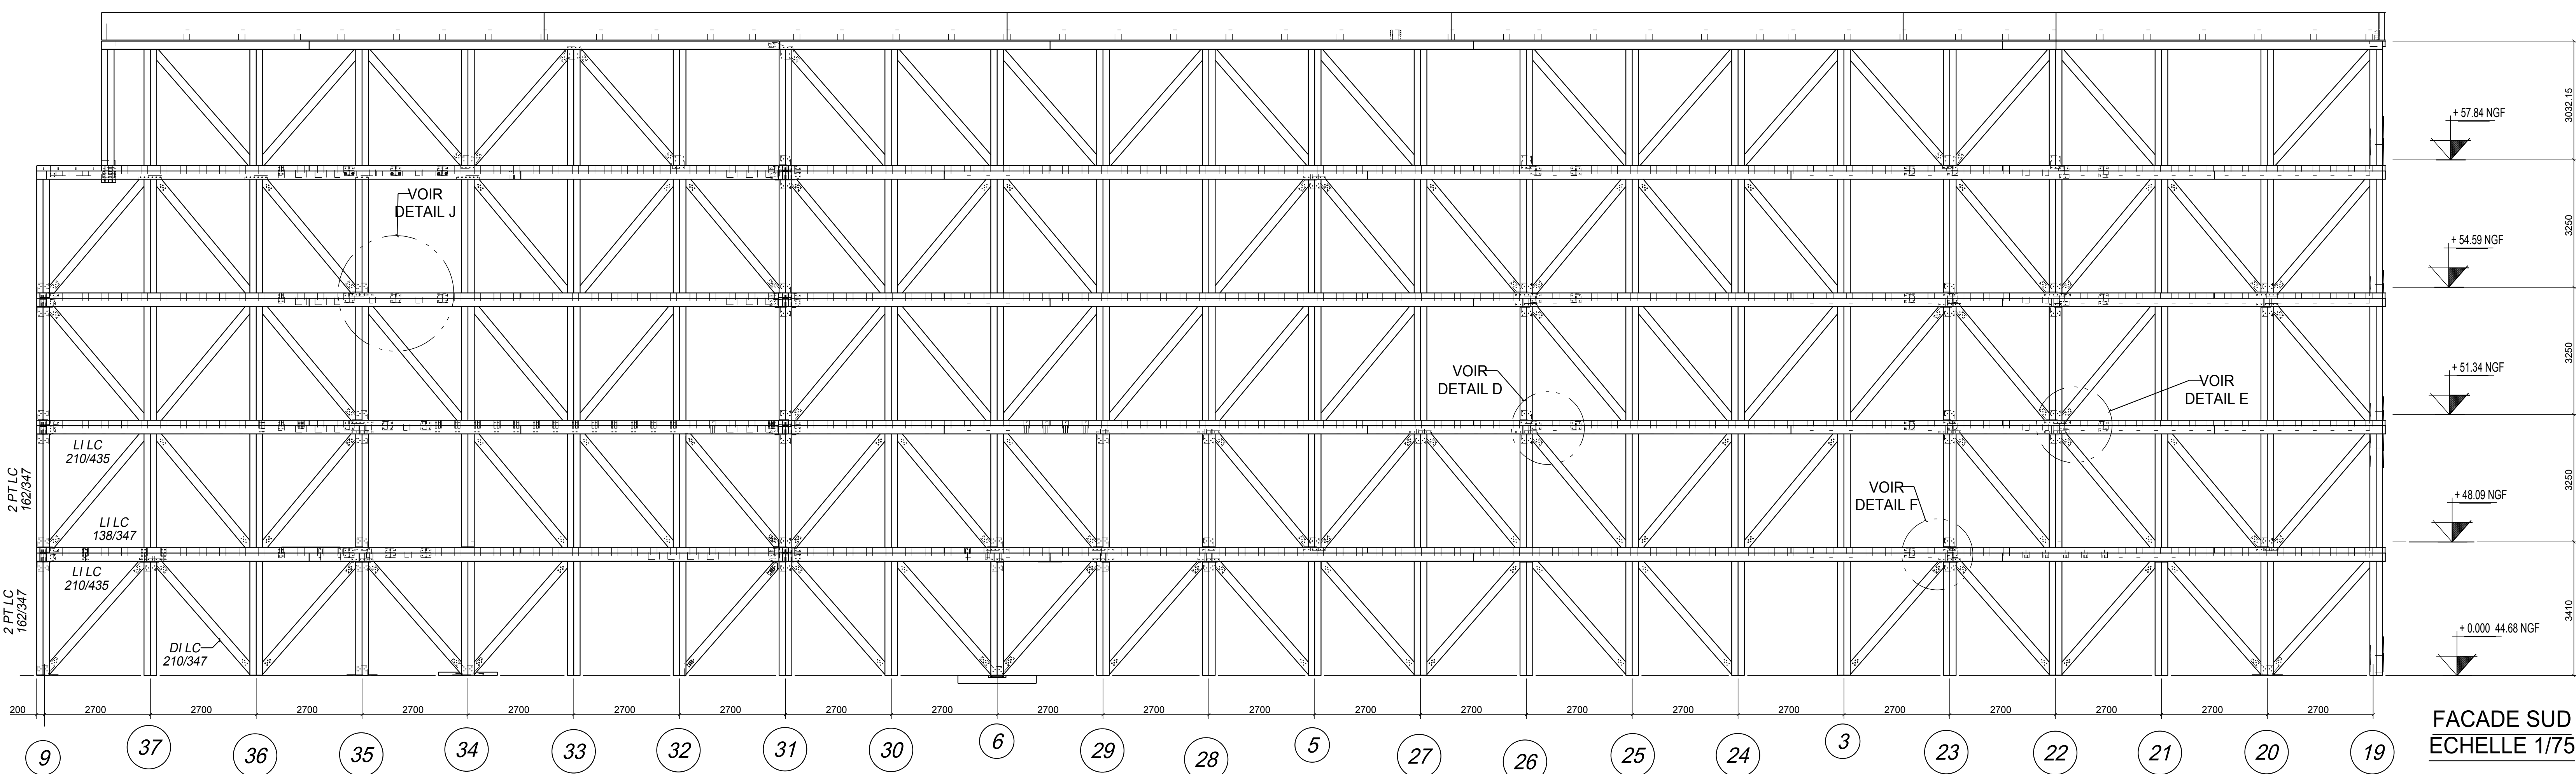 + 57.84 NGF
3032.15
VOIR
DETAIL J
+ 54.59 NGF
3250
VOIR
DETAIL D
VOIR
DETAIL E
+ 51.34 NGF
3250
LI LC
210/435
2 PT LC
162/347
LI LC
138/347
VOIR
DETAIL F
+ 48.09 NGF
3250
LI LC
210/435
2 PT LC
162/347
DI LC
210/347
+ 0.000 44.68 NGF
3410
200 2700 2700 2700 2700 2700 2700 2700 2700 2700 2700 2700 2700 2700 2700 2700 2700 2700 2700 2700 2700 2700 2700
9 37 36 35 34 33 32 31 30 6 29 28 5 27 26 25 24 3 23 22 21 20 19
FACADE SUD
ECHELLE 1/75